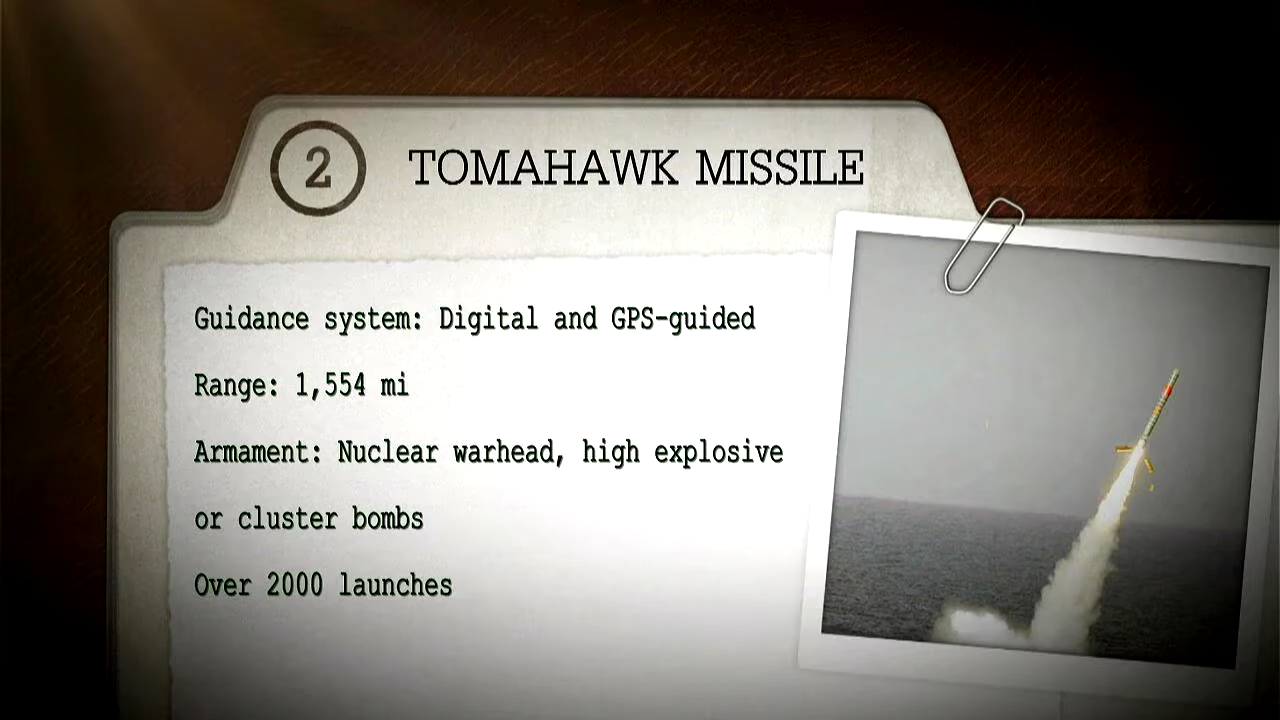 2 TOMAHAWK MISSILE
Guidance system: Digital and GPS-guided
Range: 1,554 mi
Armament: Nuclear warhead, high explosive
or cluster bombs
Over 2000 launches